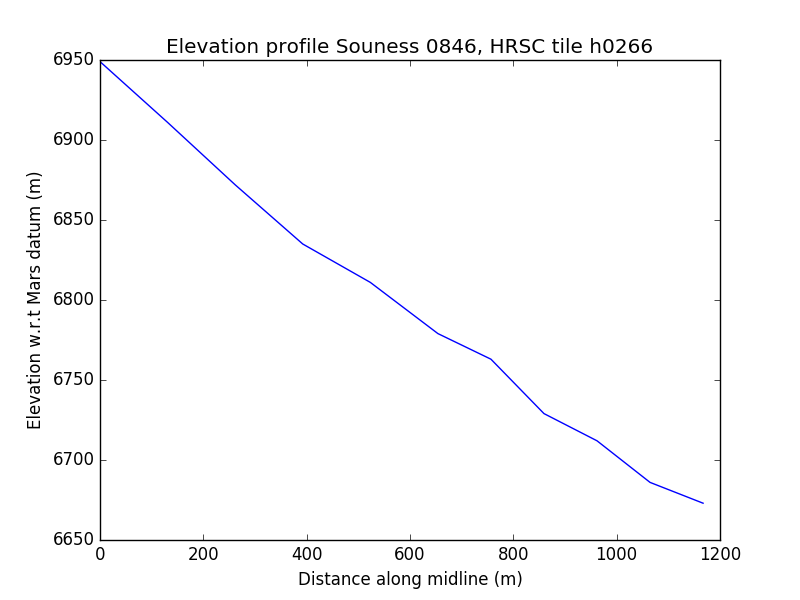 Elevation profile Souness 0846, HRSC tile h0266
6950
6900
6850
6800
6750
6700
6650
Elevation w.r.t Mars datum (m)
0 200 400 600 800 1000 1200
Distance along midline (m)